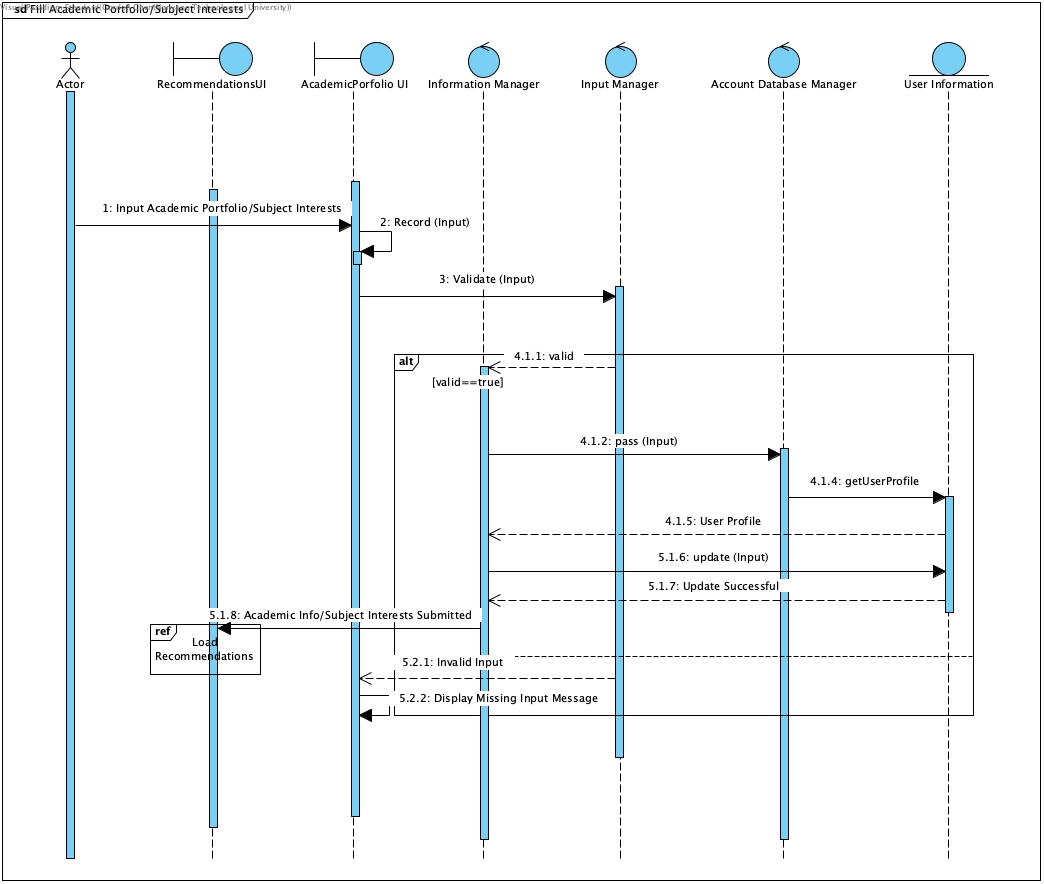 sd Fill Academic Portfolio/Subject Interests
University))
Actor
RecommendationsUI
AcademicPorfolio UI
Information Manager
Input Manager
Account Database Manager
User Information
1: Input Academic Portfolio/Subject Interests
2: Record (Input)
3: Validate (Input)
alt
4.1.1: valid
[valid==true]
4.1.2: pass (Input)
4.1.4: getUserProfile
4.1.5: User Profile
5.1.6: update (Input)
5.1.7: Update Successful
5.1.8: Academic Info/Subject Interests Submitted
ref
Load
Recommendations
5.2.1: Invalid Input
5.2.2: Display Missing Input Message